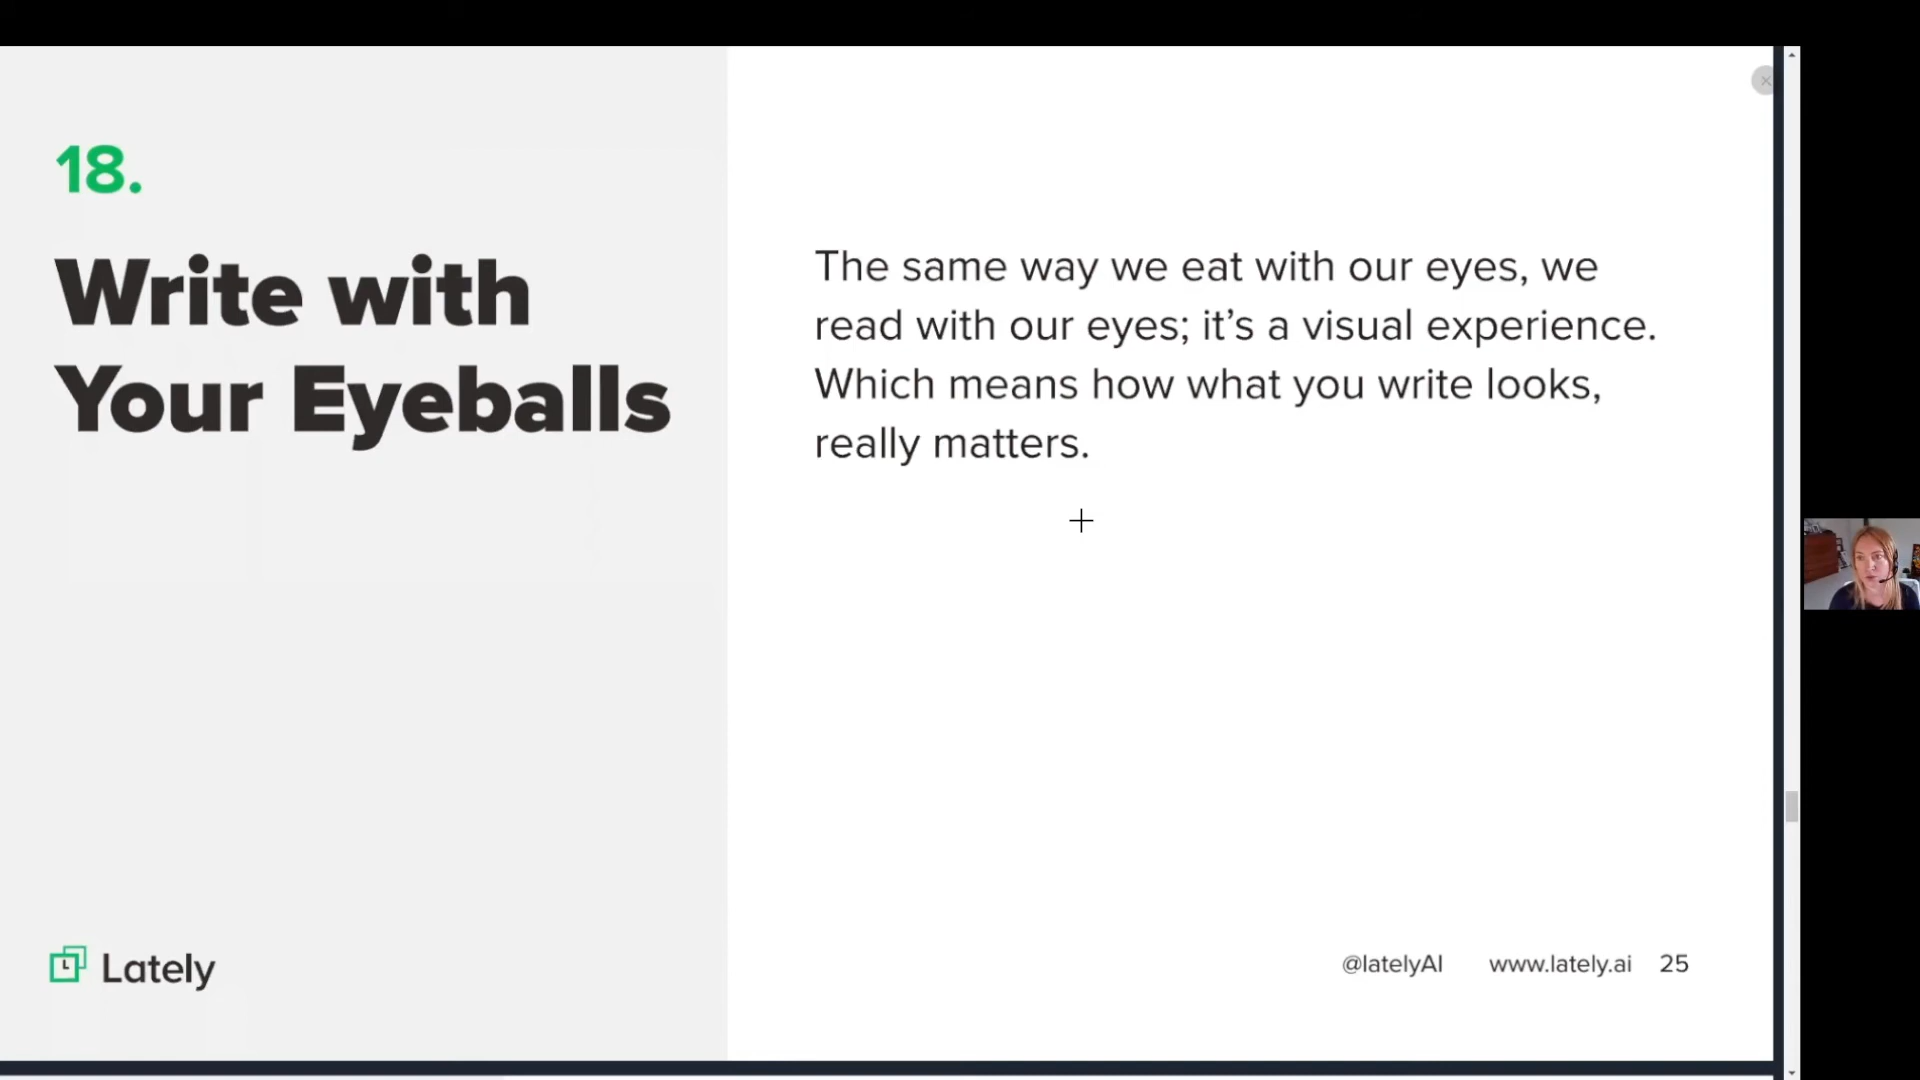 18.
Write with
Your Eyeballs
The same way we eat with our eyes, we
read with our eyes; it’s a visual experience.
Which means how what you write looks,
really matters.
Lately
@latelyAI www.lately.ai 25